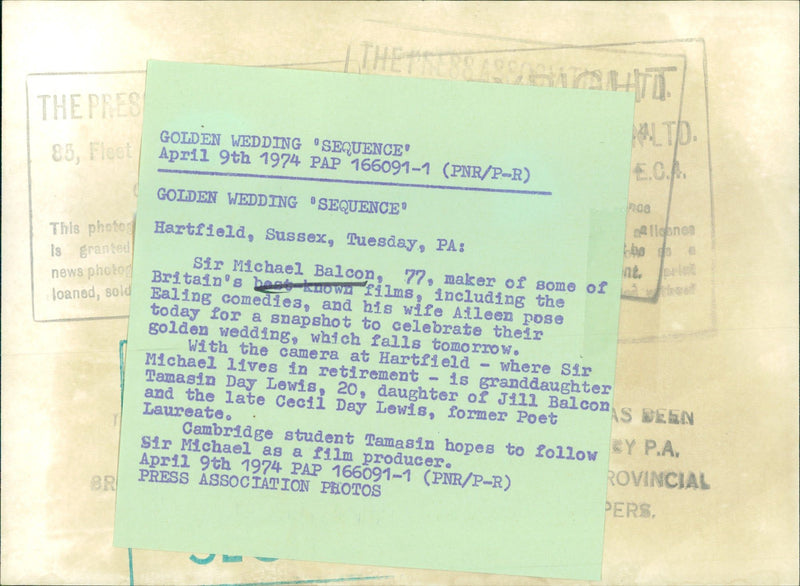 THE PRESS ASSOCIATION LTD.
THE PRES
85, Fleet
LTD.
E.C.4.
This photog
is granted
news photog
loaned, sold
a licence
GOLDEN WEDDING 'SEQUENCE'
April 9th 1974 PAP 166091-1 (PNR/P-R)
GOLDEN WEDDING 'SEQUENCE'
Hartfield, Sussex, Tuesday, PA:
Sir Michael Balcon, 77, maker of some of
Britain's best known films, including the
Ealing comedies, and his wife Aileen pose
today for a snapshot to celebrate their
golden wedding, which falls tomorrow.
With the camera at Hartfield - where Sir
Michael lives in retirement - is granddaughter
Tamasin Day Lewis, 20, daughter of Jill Balcon
and the late Cecil Day Lewis, former Poet
Laureate.
Cambridge student Tamasin hopes to follow
Sir Michael as a film producer.
April 9th 1974 PAP 166091-1 (PNR/P-R)
PRESS ASSOCIATION PHOTOS
AS BEEN
BY P.A.
BR
ROVINCIAL
PERS.